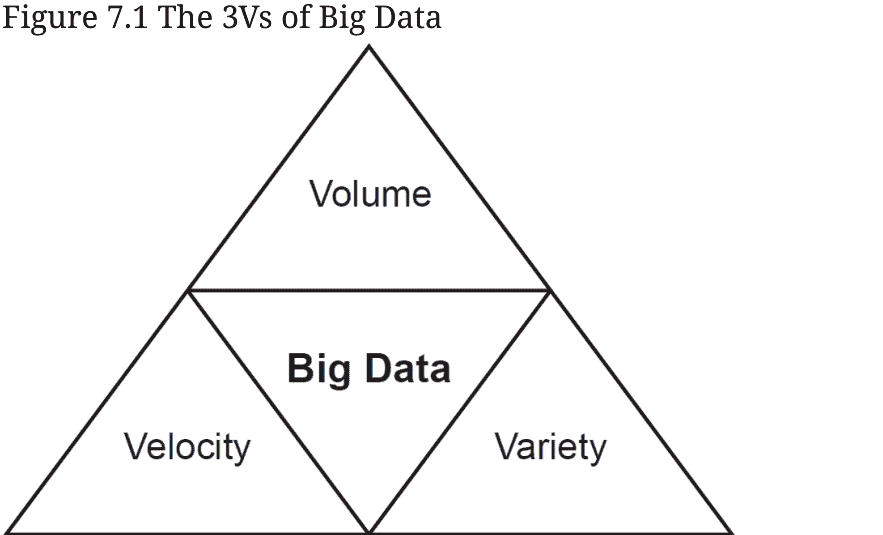 Figure 7.1 The 3Vs of Big Data
Volume
Big Data
Velocity
Variety